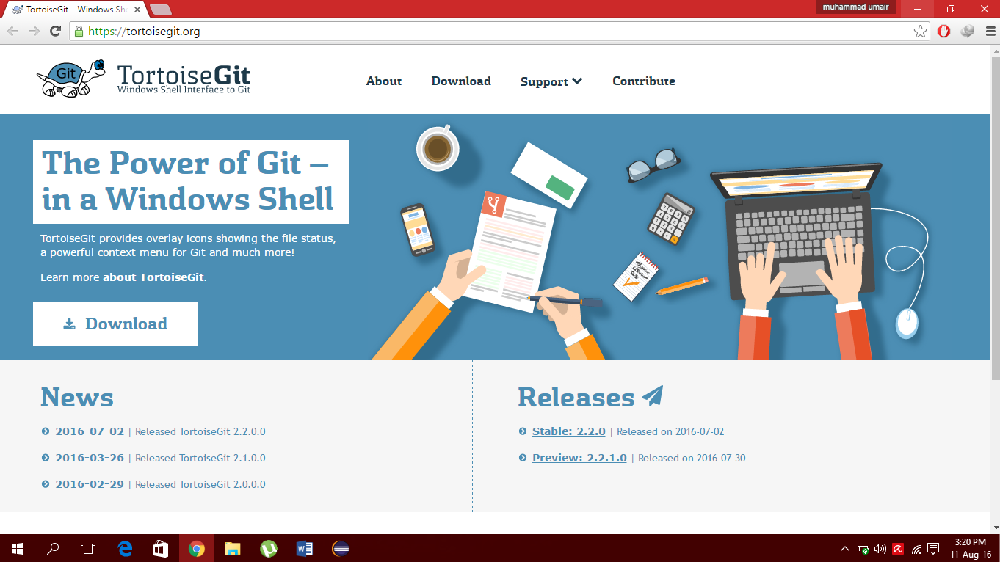 TortoiseGit – Windows She
muhammad umair
https://tortoisegit.org
Git
TortoiseGit
Windows Shell Interface to Git
About Download Support Contribute
The Power of Git –
in a Windows Shell
TortoiseGit provides overlay icons showing the file status,
a powerful context menu for Git and much more!
Learn more about TortoiseGit.
Download
News
2016-07-02 | Released TortoiseGit 2.2.0.0
2016-03-26 | Released TortoiseGit 2.1.0.0
2016-02-29 | Released TortoiseGit 2.0.0.0
Releases
Stable: 2.2.0 | Released on 2016-07-02
Preview: 2.2.1.0 | Released on 2016-07-30
3:20 PM
11-Aug-16